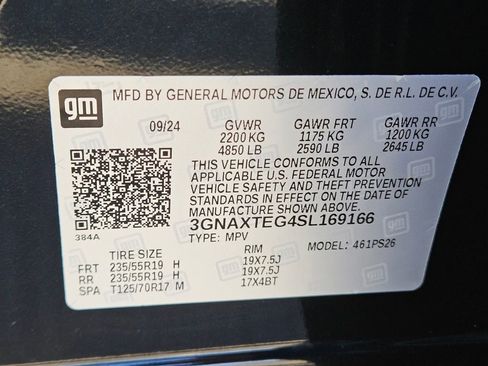 gm
MFD BY GENERAL MOTORS DE MEXICO, S. DE R.L. DE C.V.
09/24 GVWR GAWR FRT GAWR RR
2200 KG 1175 KG 1200 KG
4850 LB 2590 LB 2645 LB
THIS VEHICLE CONFORMS TO ALL
APPLICABLE U.S. FEDERAL MOTOR
VEHICLE SAFETY AND THEFT PREVENTION
STANDARDS IN EFFECT ON THE DATE OF
MANUFACTURE SHOWN ABOVE.
3GNAXTEG4SL169166
384A TYPE: MPV MODEL: 461PS26
TIRE SIZE RIM
FRT 235/55R19 H 19X7.5J
RR 235/55R19 H 19X7.5J
SPA T125/70R17 M 17X4BT